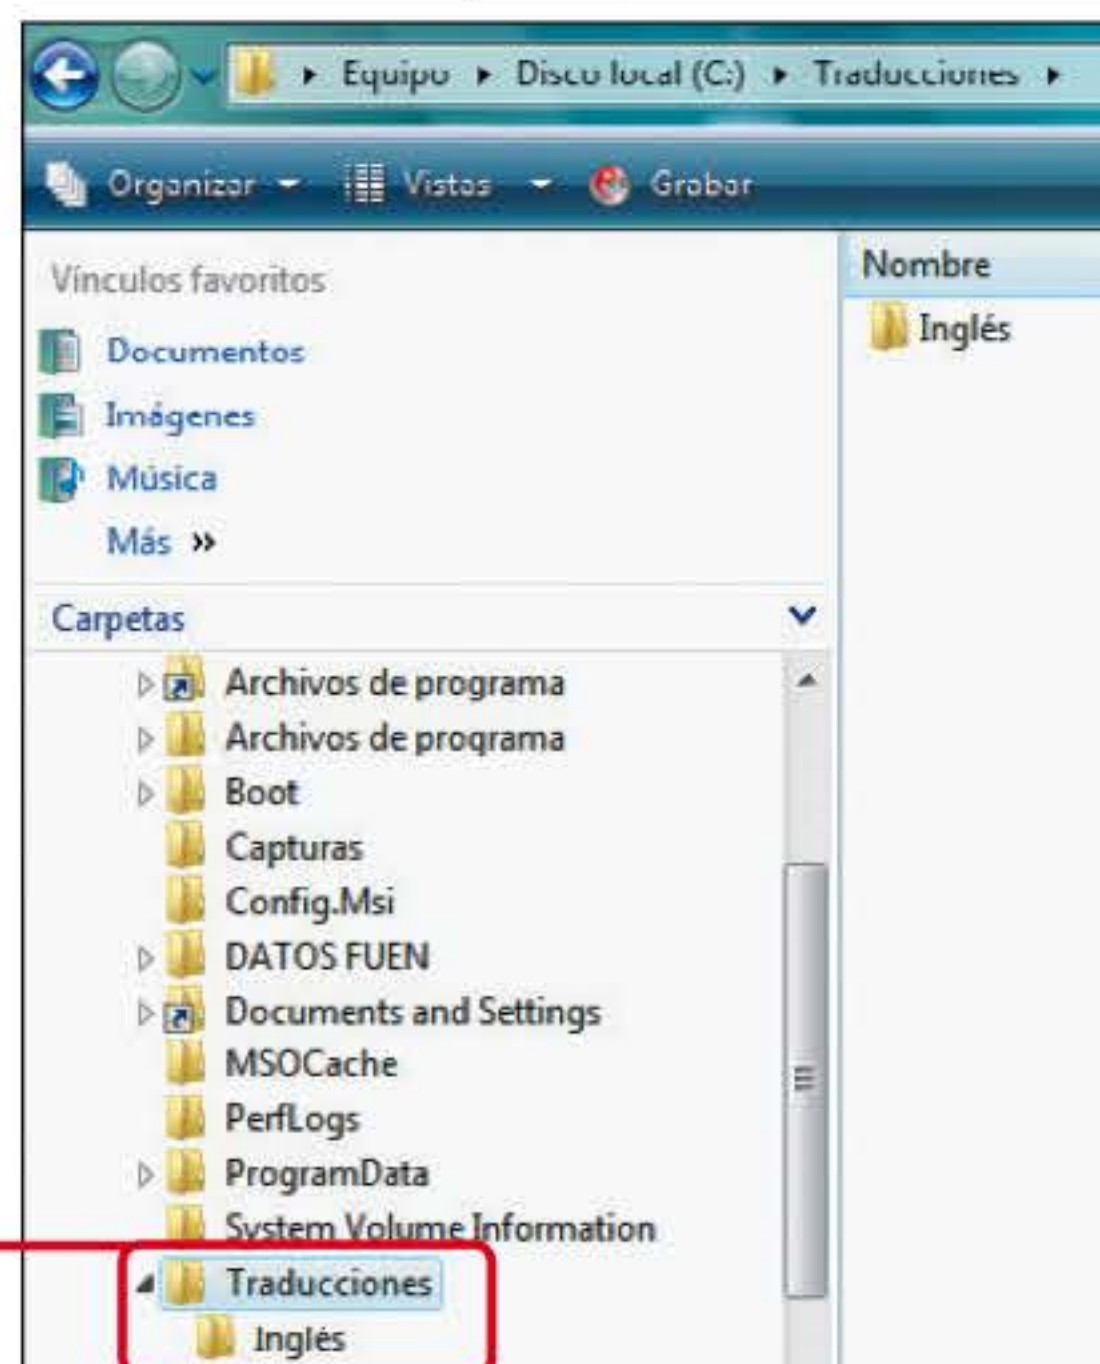 Equipo ▸ Disco local (C:) ▸ Traducciones ▸
Organizar Vistas Grabar
Vínculos favoritos
Documentos
Imágenes
Música
Más »
Carpetas
Archivos de programa
Archivos de programa
Boot
Capturas
Config.Msi
DATOS FUEN
Documents and Settings
MSOCache
PerfLogs
ProgramData
System Volume Information
Traducciones
Inglés
Nombre
Inglés